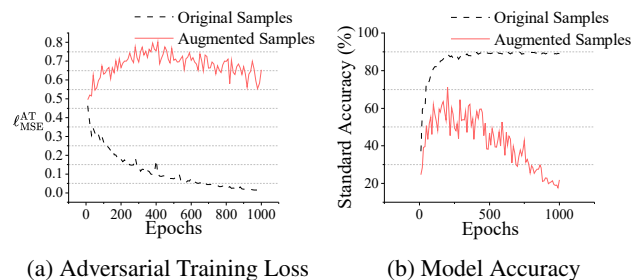 Original Samples
Augmented Samples
0.8
0.7
0.6
0.5
0.4
0.3
0.2
0.1
0.0
ℓ^AT_MSE
0 200 400 600 800 1000
Epochs
(a) Adversarial Training Loss
Original Samples
Augmented Samples
100
80
60
40
20
Standard Accuracy (%)
0 500 1000
Epochs
(b) Model Accuracy